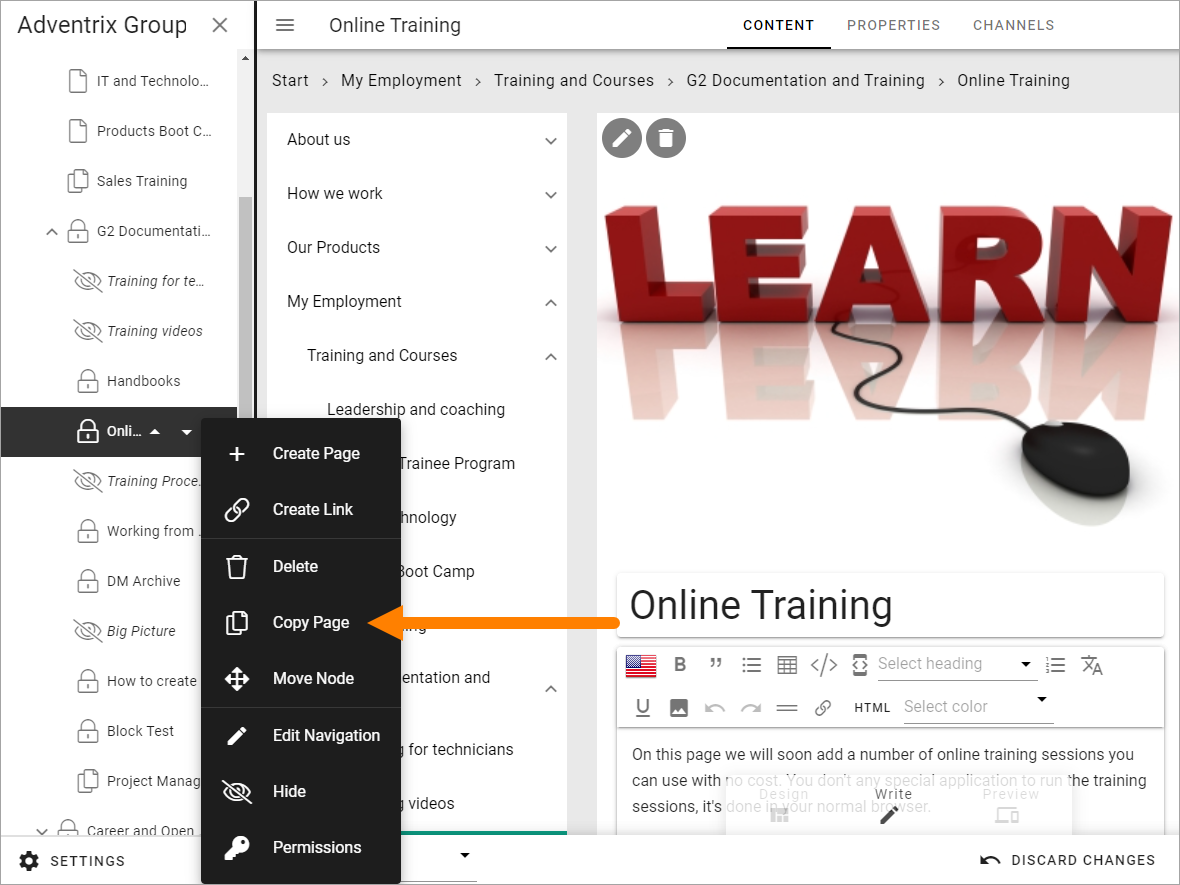 Adventrix Group
IT and Technolo...
Products Boot C...
Sales Training
G2 Documentati...
Training for te...
Training videos
Handbooks
Onli...
Training Proce.
Working from .
DM Archive
Big Picture
How to create
Block Test
Project Manag
Career and Open
SETTINGS
Create Page
Create Link
Delete
Copy Page
Move Node
Edit Navigation
Hide
Permissions
Online Training
CONTENT PROPERTIES CHANNELS
Start > My Employment > Training and Courses > G2 Documentation and Training > Online Training
About us
How we work
Our Products
My Employment
Training and Courses
Leadership and coaching
Trainee Program
hnology
Boot Camp
entation and
g for technicians
g videos
LEARN
Online Training
B ” </> Select heading
U HTML Select color
On this page we will soon add a number of online training sessions you
can use with no cost. You don't any special application to run the training
sessions, it's done in your normal browser.
Design Write Preview
DISCARD CHANGES